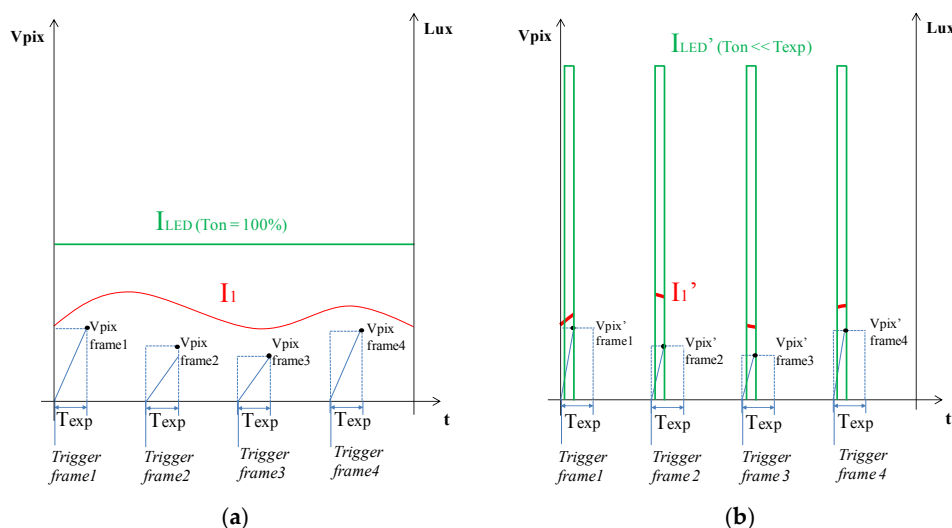 Vpix
Lux
ILED (Ton = 100%)
I1
Vpix
frame1
Vpix
frame2
Vpix
frame3
Vpix
frame4
t
Texp
Texp
Texp
Texp
Trigger
frame1
Trigger
frame2
Trigger
frame3
Trigger
frame4
(a)
Vpix
Lux
ILED’ (Ton << Texp)
I1’
Vpix’
frame1
Vpix’
frame2
Vpix’
frame3
Vpix’
frame4
t
Texp
Texp
Texp
Texp
Trigger
frame1
Trigger
frame 2
Trigger
frame 3
Trigger
frame 4
(b)